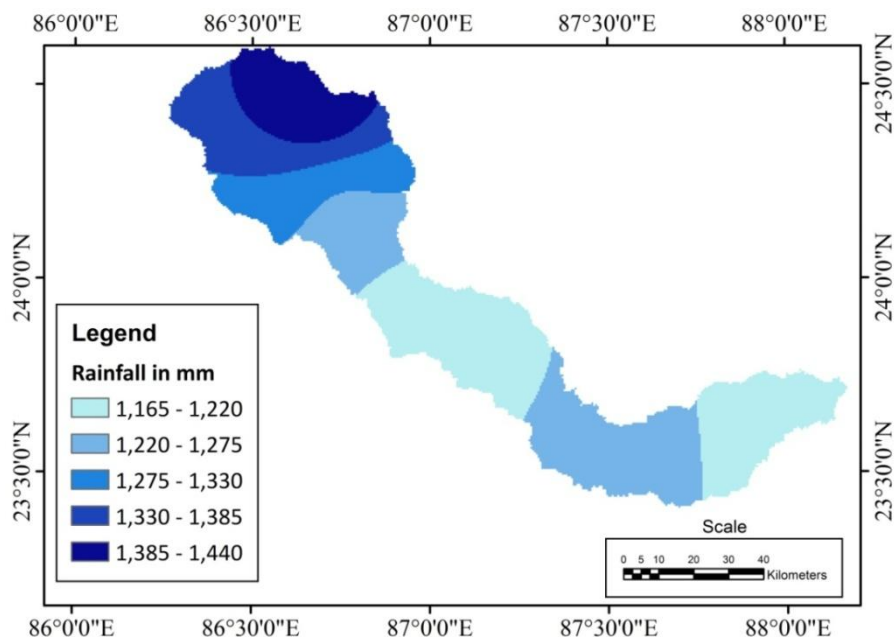 86°0'0"E 86°30'0"E 87°0'0"E 87°30'0"E 88°0'0"E
24°30'0"N 24°30'0"N
24°0'0"N 24°0'0"N
23°30'0"N 23°30'0"N
Legend
Rainfall in mm
1,165 - 1,220
1,220 - 1,275
1,275 - 1,330
1,330 - 1,385
1,385 - 1,440
Scale
0 5 10 20 30 40
Kilometers
86°0'0"E 86°30'0"E 87°0'0"E 87°30'0"E 88°0'0"E